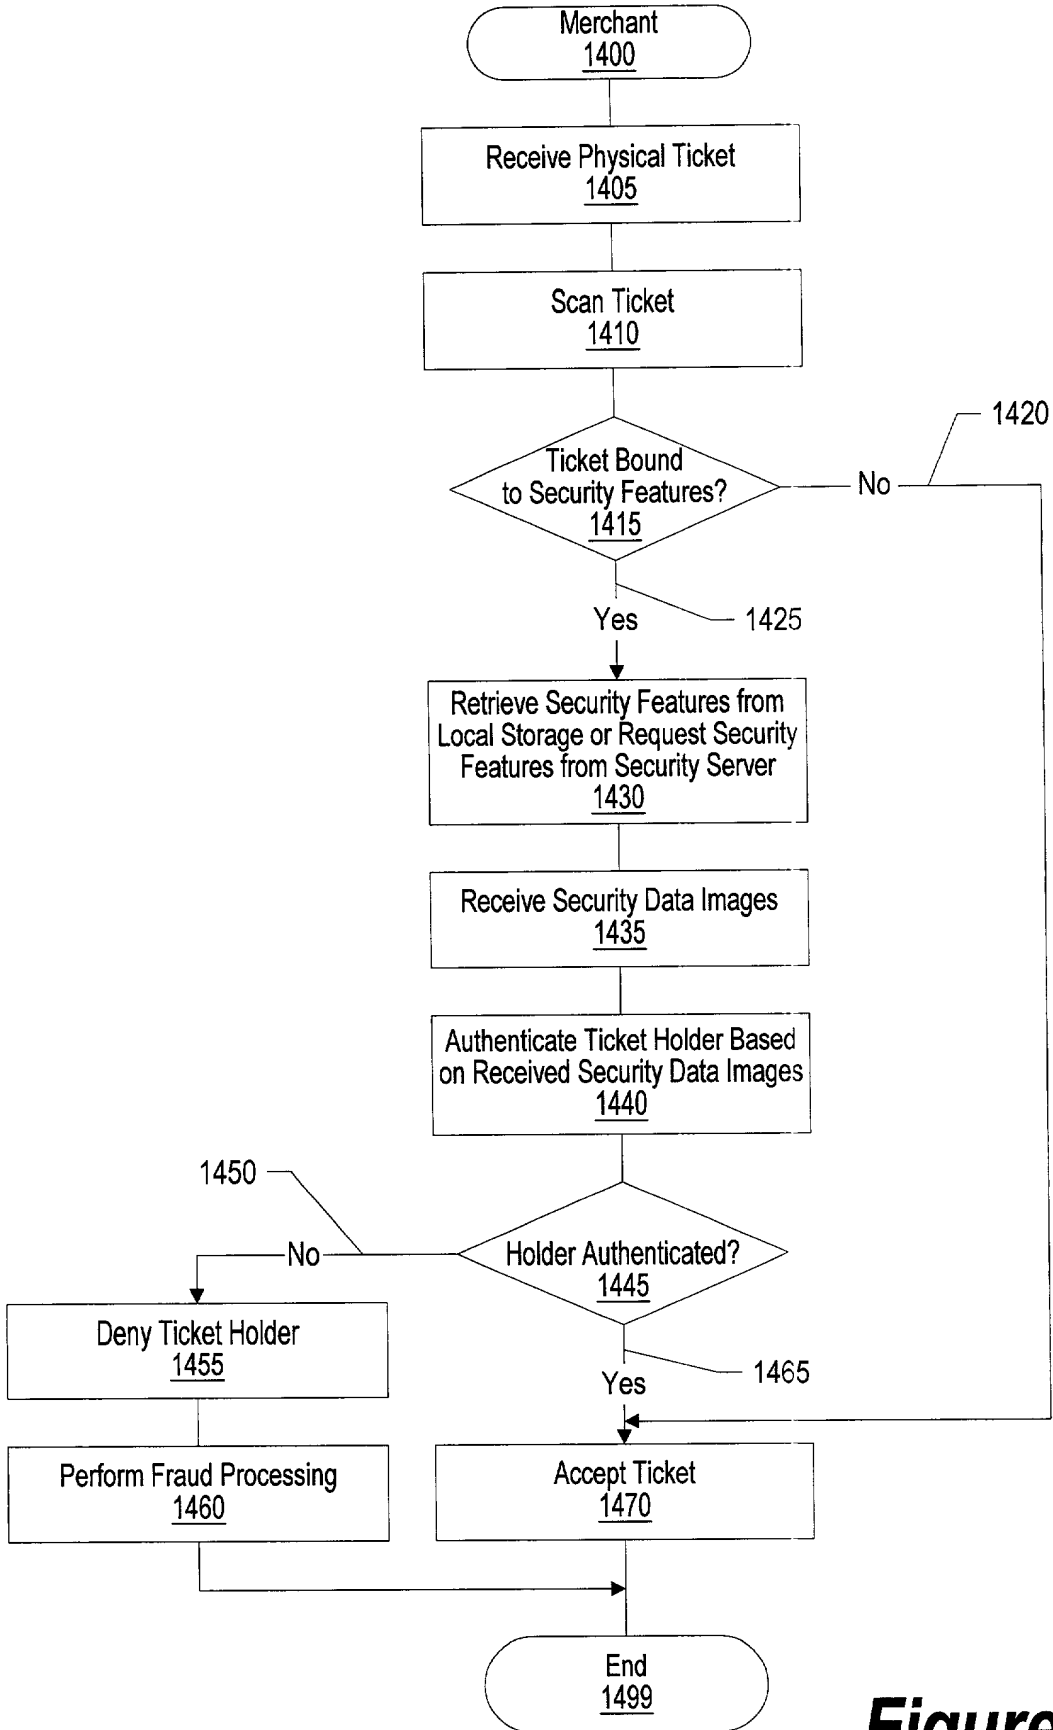 Merchant
1400
Receive Physical Ticket
1405
Scan Ticket
1410
1420
Ticket Bound
to Security Features?
1415
No
Yes
1425
Retrieve Security Features from
Local Storage or Request Security
Features from Security Server
1430
Receive Security Data Images
1435
Authenticate Ticket Holder Based
on Received Security Data Images
1440
1450
No
Holder Authenticated?
1445
Deny Ticket Holder
1455
Yes
1465
Perform Fraud Processing
1460
Accept Ticket
1470
End
1499
Figure